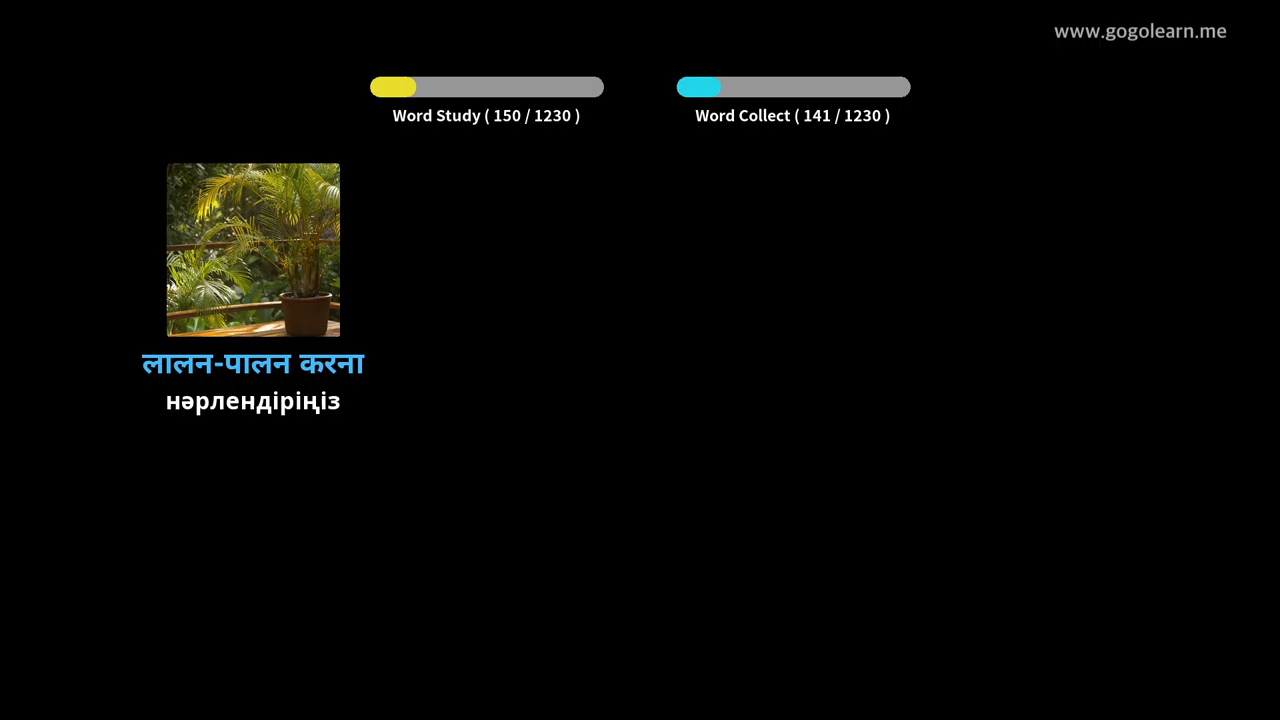 www.gogolearn.me
Word Study ( 150 / 1230 )
Word Collect ( 141 / 1230 )
लालन-पालन करना
нәрлендіріңіз